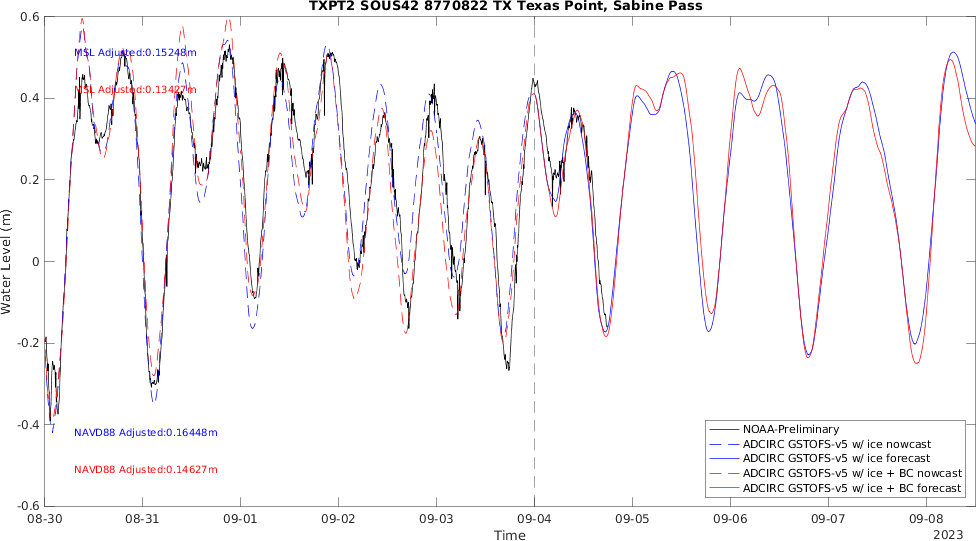 TXPT2 SOUS42 8770822 TX Texas Point, Sabine Pass
0.6
0.4
0.2
0
-0.2
-0.4
-0.6
Water Level (m)
MSL Adjusted:0.15248m
MSL Adjusted:0.13427m
NAVD88 Adjusted:0.16448m
NAVD88 Adjusted:0.14627m
NOAA-Preliminary
ADCIRC GSTOFS-v5 w/ ice nowcast
ADCIRC GSTOFS-v5 w/ ice forecast
ADCIRC GSTOFS-v5 w/ ice + BC nowcast
ADCIRC GSTOFS-v5 w/ ice + BC forecast
08-30 08-31 09-01 09-02 09-03 09-04 09-05 09-06 09-07 09-08
Time
2023